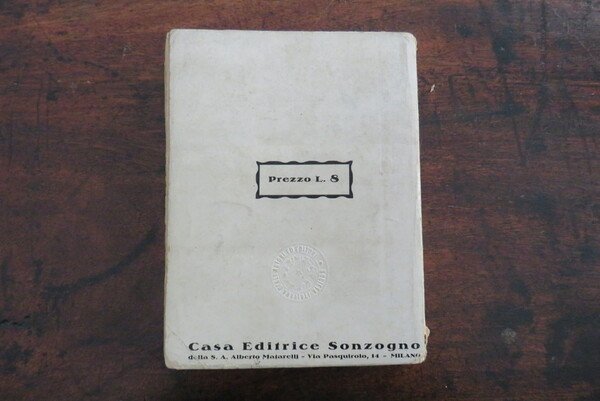 Prezzo L. 8
Casa Editrice Sonzogno
della S. A. Alberto Matarelli - Via Pasquirolo, 14 - MILANO